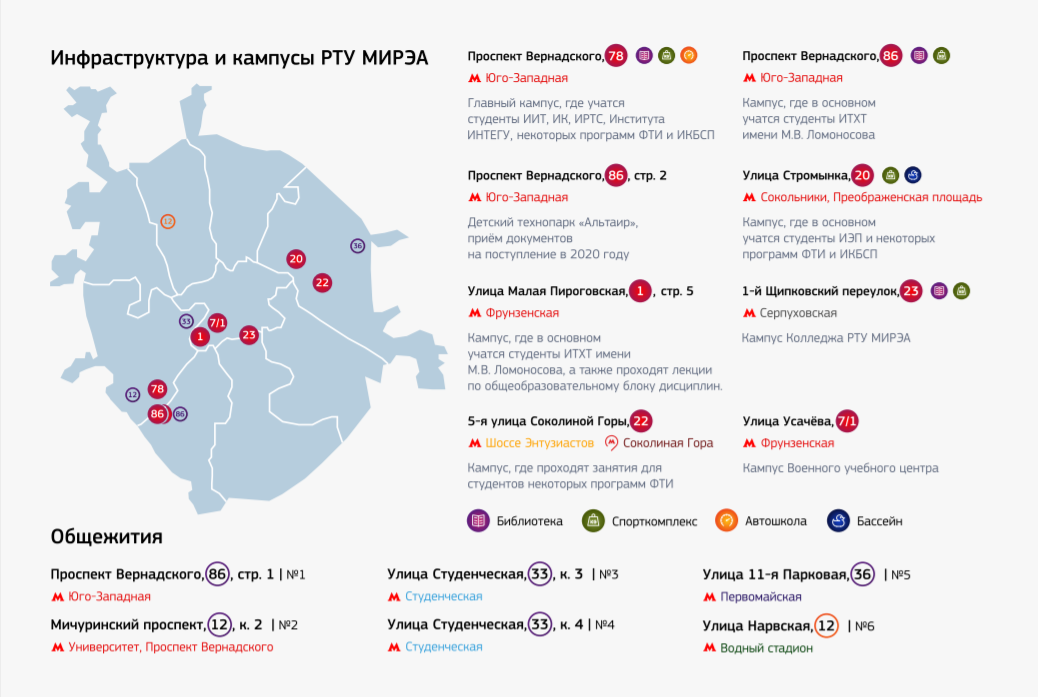 Инфраструктура и кампусы РТУ МИРЭА
12
36
20
22
33
7/1
1
23
78
12
86
86
Проспект Вернадского, 78
Юго-Западная
Главный кампус, где учатся
студенты ИИТ, ИК, ИРТС, Института
ИНТЕГУ, некоторых программ ФТИ и ИКБСП
Проспект Вернадского, 86
Юго-Западная
Кампус, где в основном
учатся студенты ИТХТ
имени М.В. Ломоносова
Проспект Вернадского, 86, стр. 2
Юго-Западная
Детский технопарк «Альтаир»,
приём документов
на поступление в 2020 году
Улица Стромынка, 20
Сокольники, Преображенская площадь
Кампус, где в основном
учатся студенты ИЭП и некоторых
программ ФТИ и ИКБСП
Улица Малая Пироговская, 1 , стр. 5
Фрунзенская
Кампус, где в основном
учатся студенты ИТХТ имени
М.В. Ломоносова, а также проходят лекции
по общеобразовательному блоку дисциплин.
1-й Щипковский переулок, 23
Серпуховская
Кампус Колледжа РТУ МИРЭА
5-я улица Соколиной Горы, 22
Шоссе Энтузиастов Соколиная Гора
Кампус, где проходят занятия для
студентов некоторых программ ФТИ
Улица Усачёва, 7/1
Фрунзенская
Кампус Военного учебного центра
Библиотека Спорткомплекс Автошкола Бассейн
Общежития
Проспект Вернадского, 86, стр. 1 | №1
Юго-Западная
Мичуринский проспект, 12, к. 2 | №2
Университет, Проспект Вернадского
Улица Студенческая, 33, к. 3 | №3
Студенческая
Улица Студенческая, 33, к. 4 | №4
Студенческая
Улица 11-я Парковая, 36 | №5
Первомайская
Улица Нарвская, 12 | №6
Водный стадион